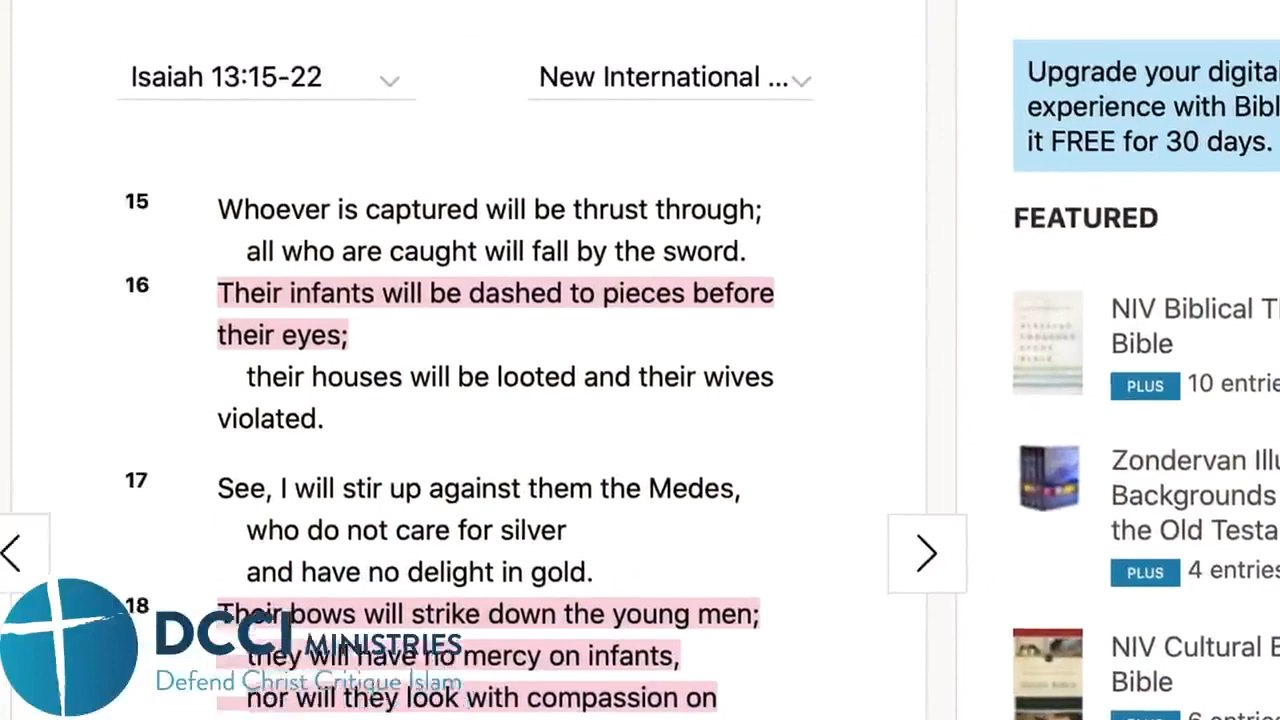 Isaiah 13:15-22
New International ...
15 Whoever is captured will be thrust through;
all who are caught will fall by the sword.
16 Their infants will be dashed to pieces before
their eyes;
their houses will be looted and their wives
violated.
17 See, I will stir up against them the Medes,
who do not care for silver
and have no delight in gold.
18 Their bows will strike down the young men;
they will have no mercy on infants,
nor will they look with compassion on
DCCI MINISTRIES
Defend Christ Critique Islam
Upgrade your digital
experience with Bibl
it FREE for 30 days.
FEATURED
NIV Biblical T
Bible
PLUS 10 entrie
Zondervan Illu
Backgrounds
the Old Testa
PLUS 4 entries
NIV Cultural B
Bible